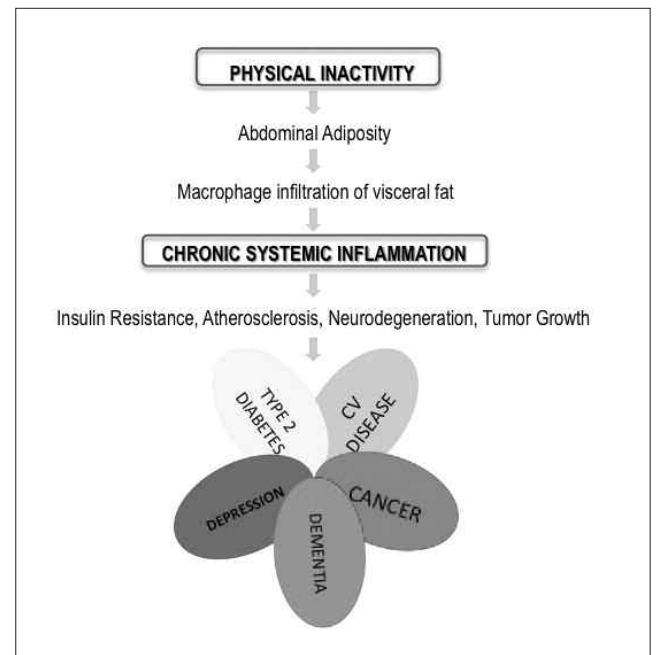 PHYSICAL INACTIVITY
Abdominal Adiposity
Macrophage infiltration of visceral fat
CHRONIC SYSTEMIC INFLAMMATION
Insulin Resistance, Atherosclerosis, Neurodegeneration, Tumor Growth
TYPE 2
DIABETES
CV
DISEASE
DEPRESSION
CANCER
DEMENTIA